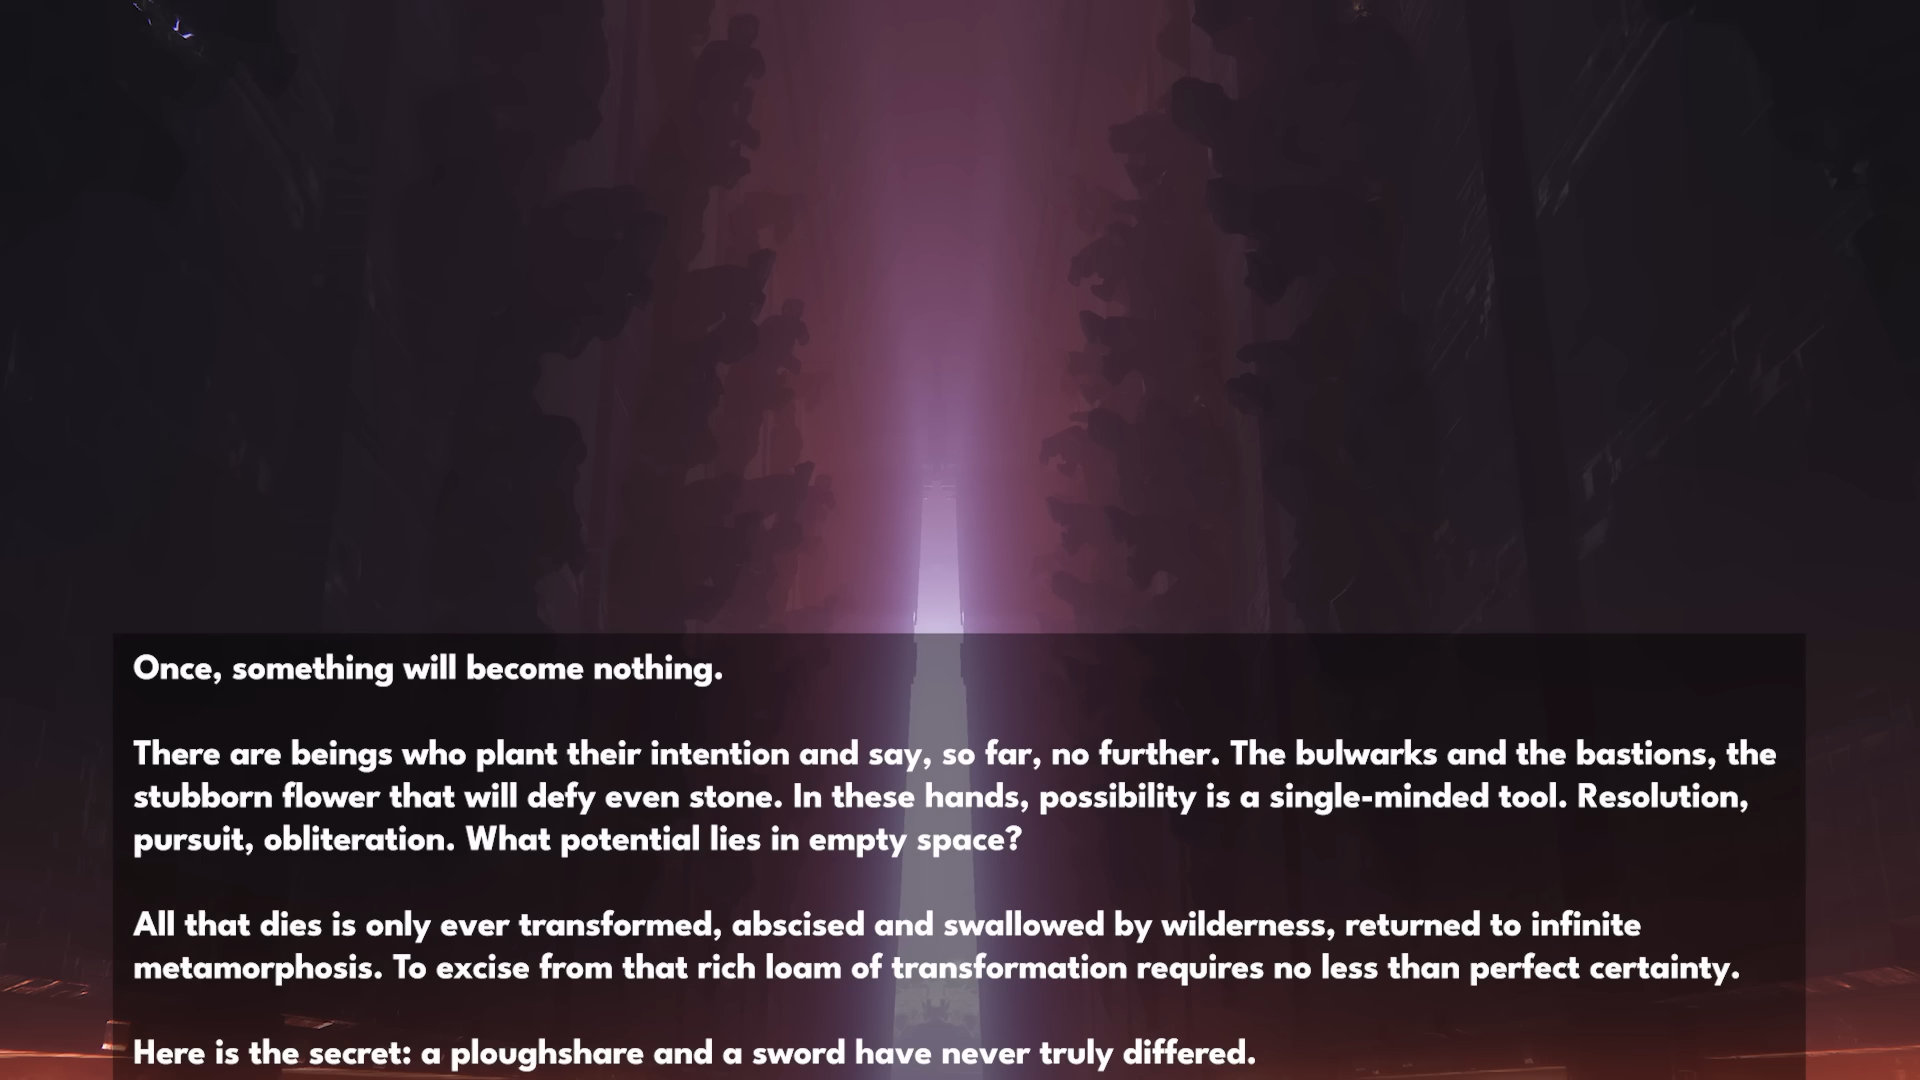 Once, something will become nothing.
There are beings who plant their intention and say, so far, no further. The bulwarks and the bastions, the
stubborn flower that will defy even stone. In these hands, possibility is a single-minded tool. Resolution,
pursuit, obliteration. What potential lies in empty space?
All that dies is only ever transformed, abscised and swallowed by wilderness, returned to infinite
metamorphosis. To excise from that rich loam of transformation requires no less than perfect certainty.
Here is the secret: a ploughshare and a sword have never truly differed.